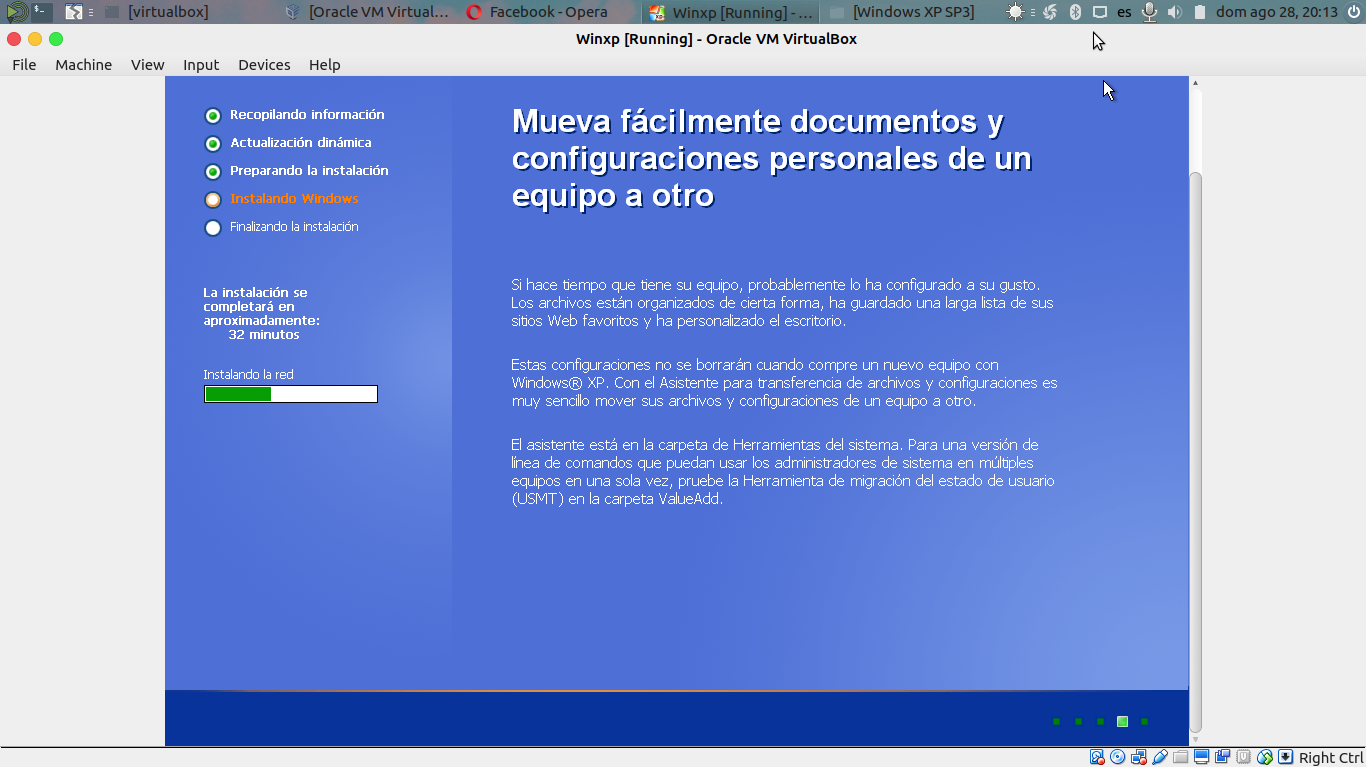 [virtualbox]
[Oracle VM Virtual...
Facebook - Opera
Winxp [Running] - ...
[Windows XP SP3]
es
dom ago 28, 20:13
Winxp [Running] - Oracle VM VirtualBox
File Machine View Input Devices Help
Recopilando información
Actualización dinámica
Preparando la instalación
Instalando Windows
Finalizando la instalación
La instalación se
completará en
aproximadamente:
32 minutos
Instalando la red
Mueva fácilmente documentos y
configuraciones personales de un
equipo a otro
Si hace tiempo que tiene su equipo, probablemente lo ha configurado a su gusto.
Los archivos están organizados de cierta forma, ha guardado una larga lista de sus
sitios Web favoritos y ha personalizado el escritorio.
Estas configuraciones no se borrarán cuando compre un nuevo equipo con
Windows® XP. Con el Asistente para transferencia de archivos y configuraciones es
muy sencillo mover sus archivos y configuraciones de un equipo a otro.
El asistente está en la carpeta de Herramientas del sistema. Para una versión de
línea de comandos que puedan usar los administradores de sistema en múltiples
equipos en una sola vez, pruebe la Herramienta de migración del estado de usuario
(USMT) en la carpeta ValueAdd.
Right Ctrl